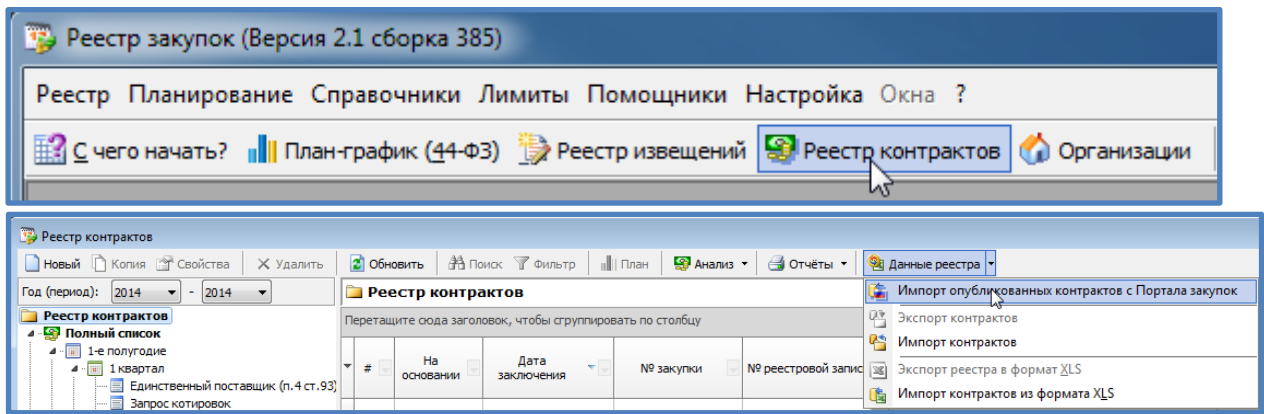 Реестр закупок (Версия 2.1 сборка 385)
Реестр Планирование Справочники Лимиты Помощники Настройка Окна ?
С чего начать? План-график (44-ФЗ) Реестр извещений Реестр контрактов Организации
Реестр контрактов
Новый Копия Свойства Удалить Обновить Поиск Фильтр План Анализ Отчёты Данные реестра
Год (период): 2014 - 2014 Реестр контрактов Импорт опубликованных контрактов с Портала закупок
Реестр контрактов Перетащите сюда заголовок, чтобы сгруппировать по столбцу Экспорт контрактов
Полный список Импорт контрактов
1-е полугодие
1 квартал # На основании Дата заключения № закупки № реестровой запис Экспорт реестра в формат XLS
Единственный поставщик (п.4 ст.93) Импорт контрактов из формата XLS
Запрос котировок